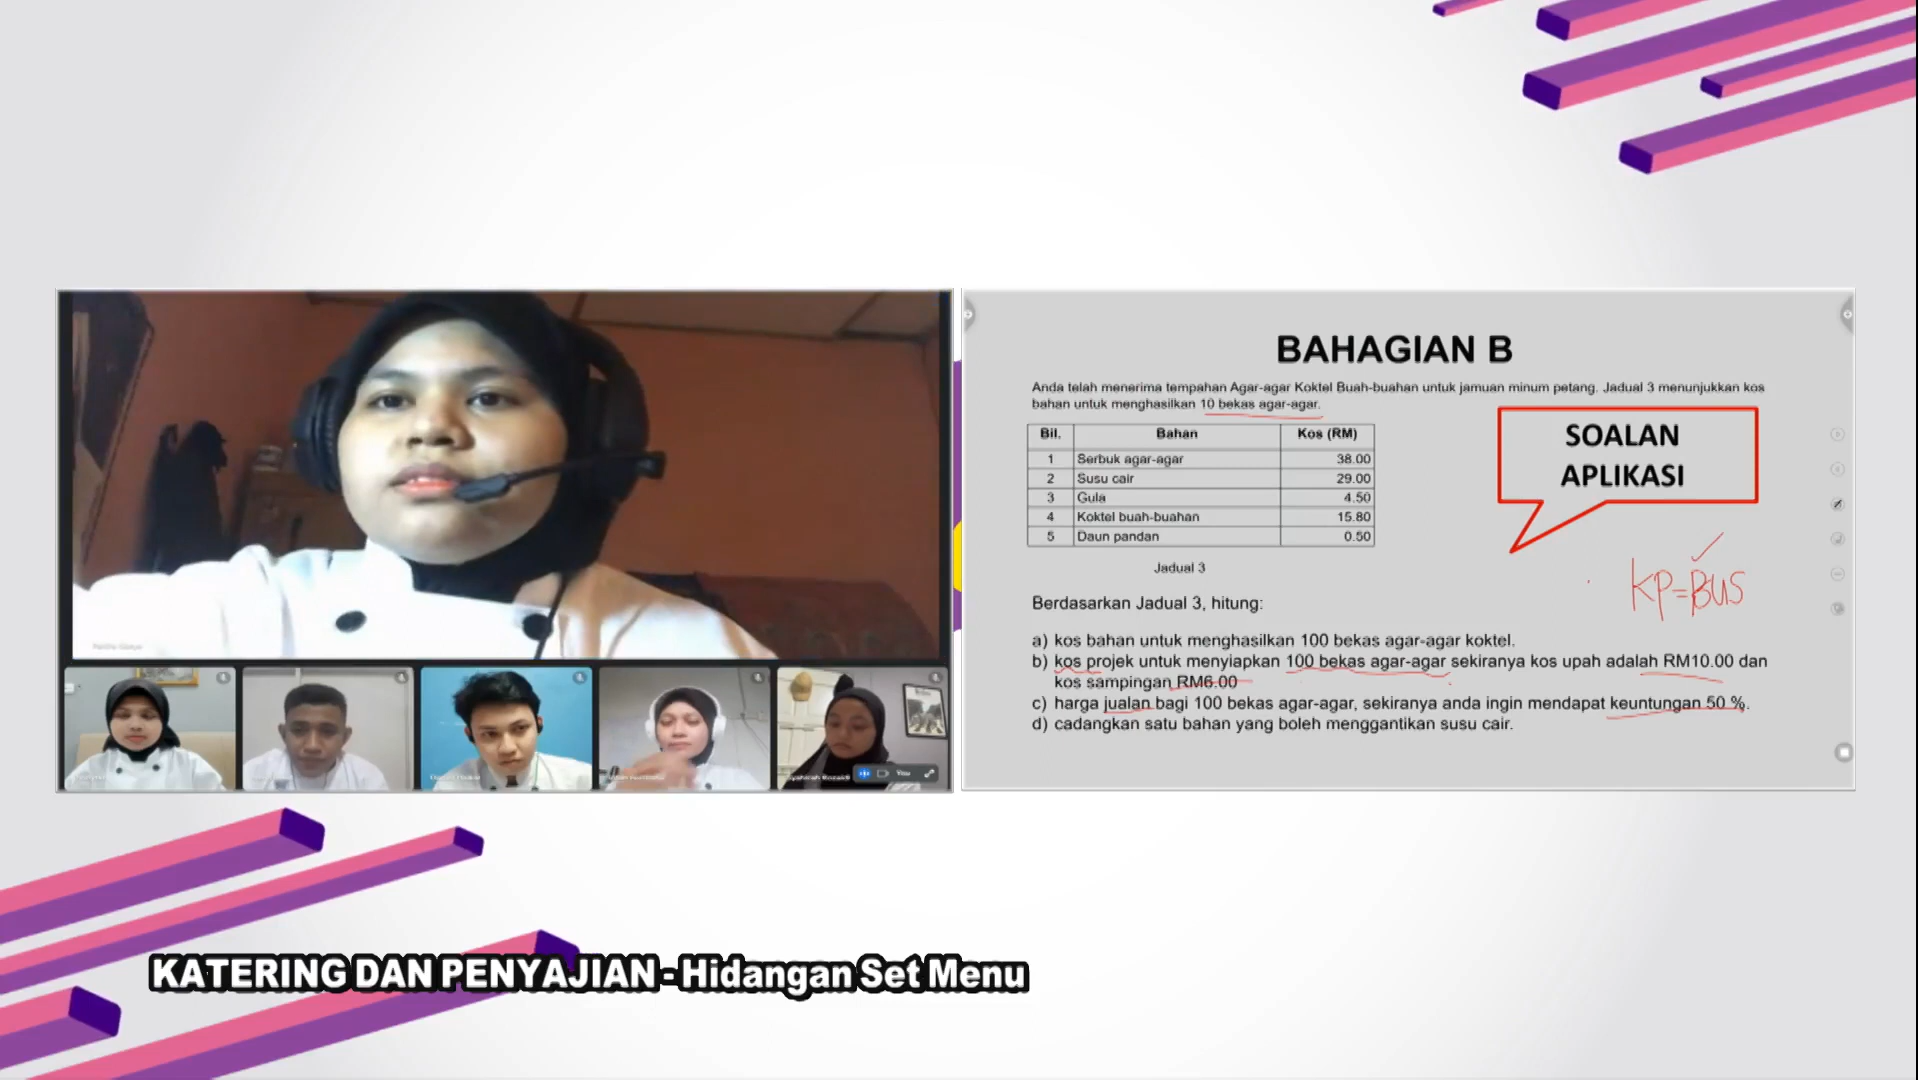 BAHAGIAN B
Anda telah menerima tempahan Agar-agar Koktel Buah-buahan untuk jamuan minum petang. Jadual 3 menunjukkan kos
bahan untuk menghasilkan 10 bekas agar-agar.
Bil. Bahan Kos (RM)
1 Serbuk agar-agar 38.00
2 Susu cair 29.00
3 Gula 4.50
4 Koktel buah-buahan 15.80
5 Daun pandan 0.50
Jadual 3
SOALAN
APLIKASI
KP=BUS
Berdasarkan Jadual 3, hitung:
a) kos bahan untuk menghasilkan 100 bekas agar-agar koktel.
b) kos projek untuk menyiapkan 100 bekas agar-agar sekiranya kos upah adalah RM10.00 dan
kos sampingan RM6.00
c) harga jualan bagi 100 bekas agar-agar, sekiranya anda ingin mendapat keuntungan 50 %.
d) cadangkan satu bahan yang boleh menggantikan susu cair.
You
KATERING DAN PENYAJIAN - Hidangan Set Menu